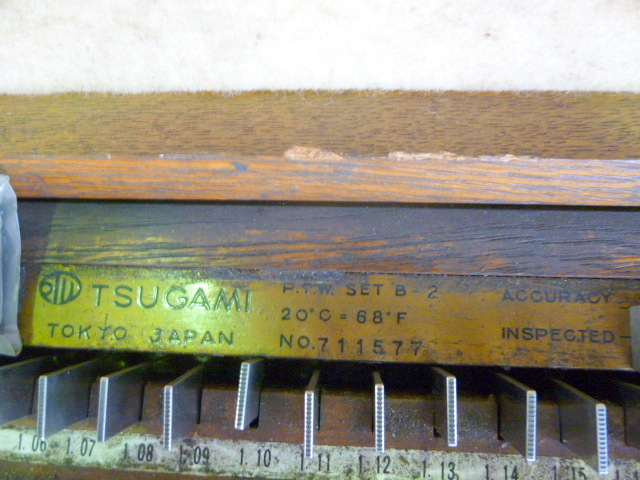 PTW TSUGAMI
TOKYO JAPAN
P.T.W. SET B-2
20°C = 68°F
NO. 711577
ACCURACY
INSPECTED
1.06 1.07 1.08 1.09 1.10 1.11 1.12 1.13 1.14 1.15